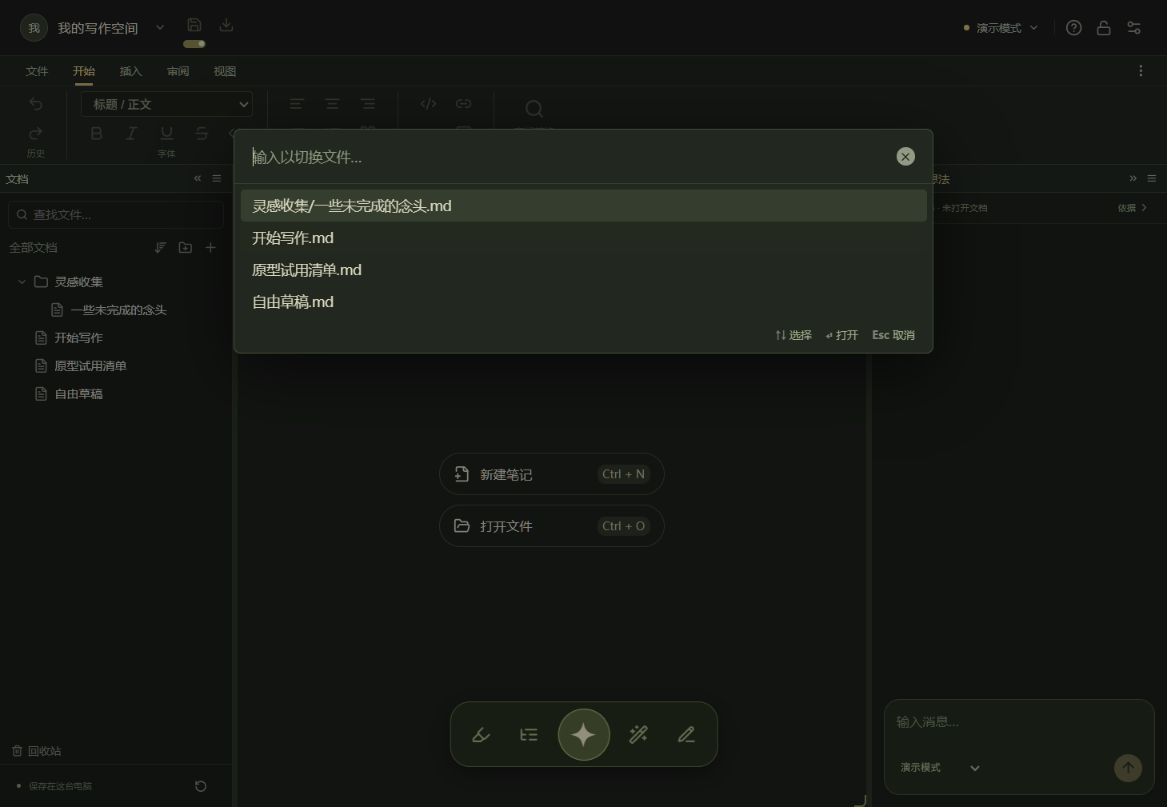 我 我的写作空间
演示模式
文件 开始 插入 审阅 视图
标题 / 正文
B I U S
历史 字体
文档
查找文件...
全部文档
灵感收集
一些未完成的念头
开始写作
原型试用清单
自由草稿
回收站
保存在这台电脑
输入以切换文件...
灵感收集/一些未完成的念头.md
开始写作.md
原型试用清单.md
自由草稿.md
↑↓ 选择 ↵ 打开 Esc 取消
新建笔记 Ctrl + N
打开文件 Ctrl + O
想法
· 未打开文档 依据
输入消息...
演示模式